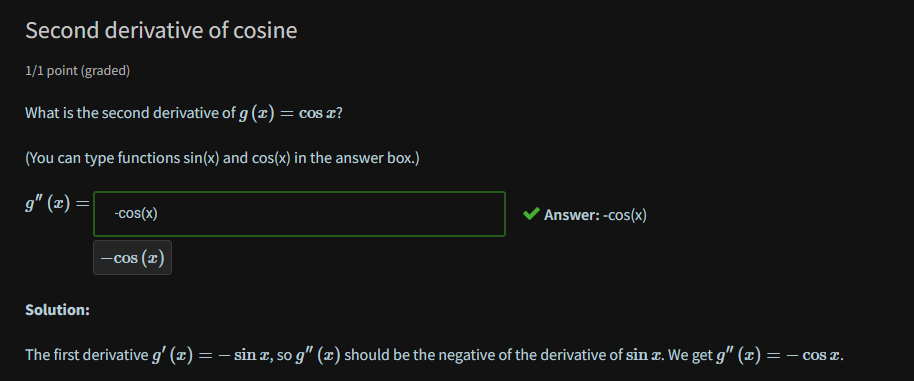 Second derivative of cosine
1/1 point (graded)
What is the second derivative of g (x) = cos x?
(You can type functions sin(x) and cos(x) in the answer box.)
g″ (x) = -cos(x) ✔ Answer: -cos(x)
−cos (x)
Solution:
The first derivative g′ (x) = − sin x, so g″ (x) should be the negative of the derivative of sin x. We get g″ (x) = − cos x.